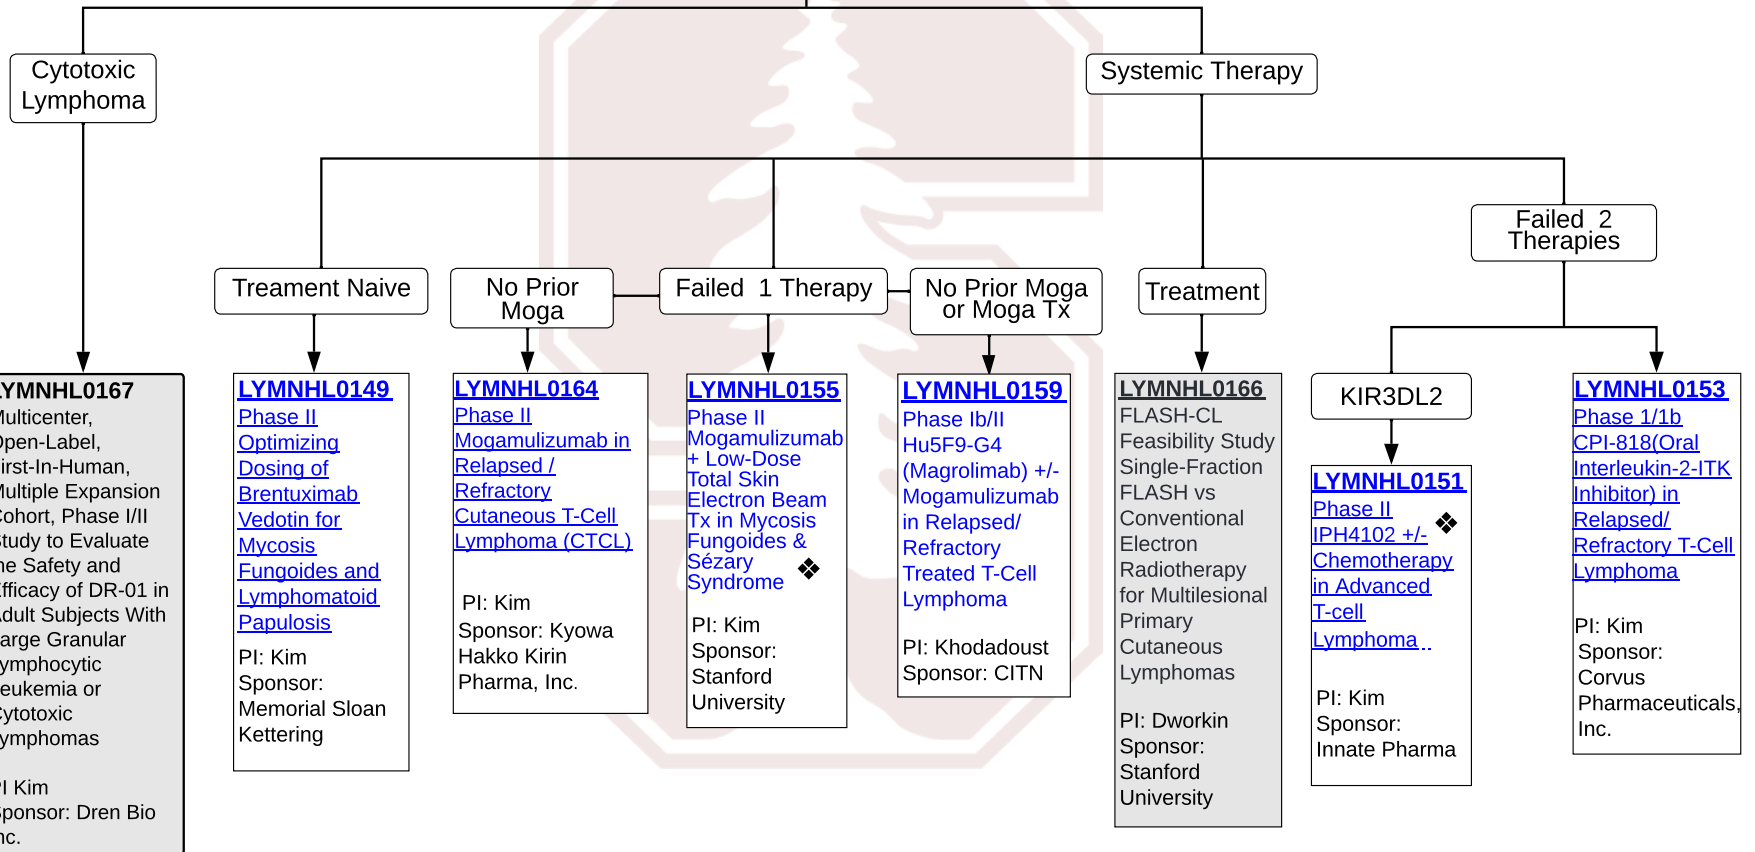 Cytotoxic
Lymphoma
Systemic Therapy
Failed  2
Therapies
Treament Naive
No Prior
Moga
Failed  1 Therapy
No Prior Moga
or Moga Tx
Treatment
YMNHL0167
ulticenter,
pen-Label,
irst-In-Human,
ultiple Expansion
ohort, Phase I/II
tudy to Evaluate
he Safety and
fficacy of DR-01 in
dult Subjects With
arge Granular
ymphocytic
eukemia or
Cytotoxic
ymphomas
I Kim
ponsor: Dren Bio
nc.
LYMNHL0149
Phase II
Optimizing
Dosing of
Brentuximab
Vedotin for
Mycosis
Fungoides and
Lymphomatoid
Papulosis
PI: Kim
Sponsor:
Memorial Sloan
Kettering
LYMNHL0164
Phase II
Mogamulizumab in
Relapsed /
Refractory
Cutaneous T-Cell
Lymphoma (CTCL)
PI: Kim
Sponsor: Kyowa
Hakko Kirin
Pharma, Inc.
LYMNHL0155
Phase II
Mogamulizumab
+ Low-Dose
Total Skin
Electron Beam
Tx in Mycosis
Fungoides &
Sézary
Syndrome ❖
PI: Kim
Sponsor:
Stanford
University
LYMNHL0159
Phase Ib/II
Hu5F9-G4
(Magrolimab) +/-
Mogamulizumab
in Relapsed/
Refractory
Treated T-Cell
Lymphoma
PI: Khodadoust
Sponsor: CITN
LYMNHL0166
FLASH-CL
Feasibility Study
Single-Fraction
FLASH vs
Conventional
Electron
Radiotherapy
for Multilesional
Primary
Cutaneous
Lymphomas
PI: Dworkin
Sponsor:
Stanford
University
KIR3DL2
LYMNHL0151
Phase II
IPH4102 +/- ❖
Chemotherapy
in Advanced
T-cell
Lymphoma
PI: Kim
Sponsor:
Innate Pharma
LYMNHL0153
Phase 1/1b
CPI-818(Oral
Interleukin-2-ITK
Inhibitor) in
Relapsed/
Refractory T-Cell
Lymphoma
PI: Kim
Sponsor:
Corvus
Pharmaceuticals,
Inc.